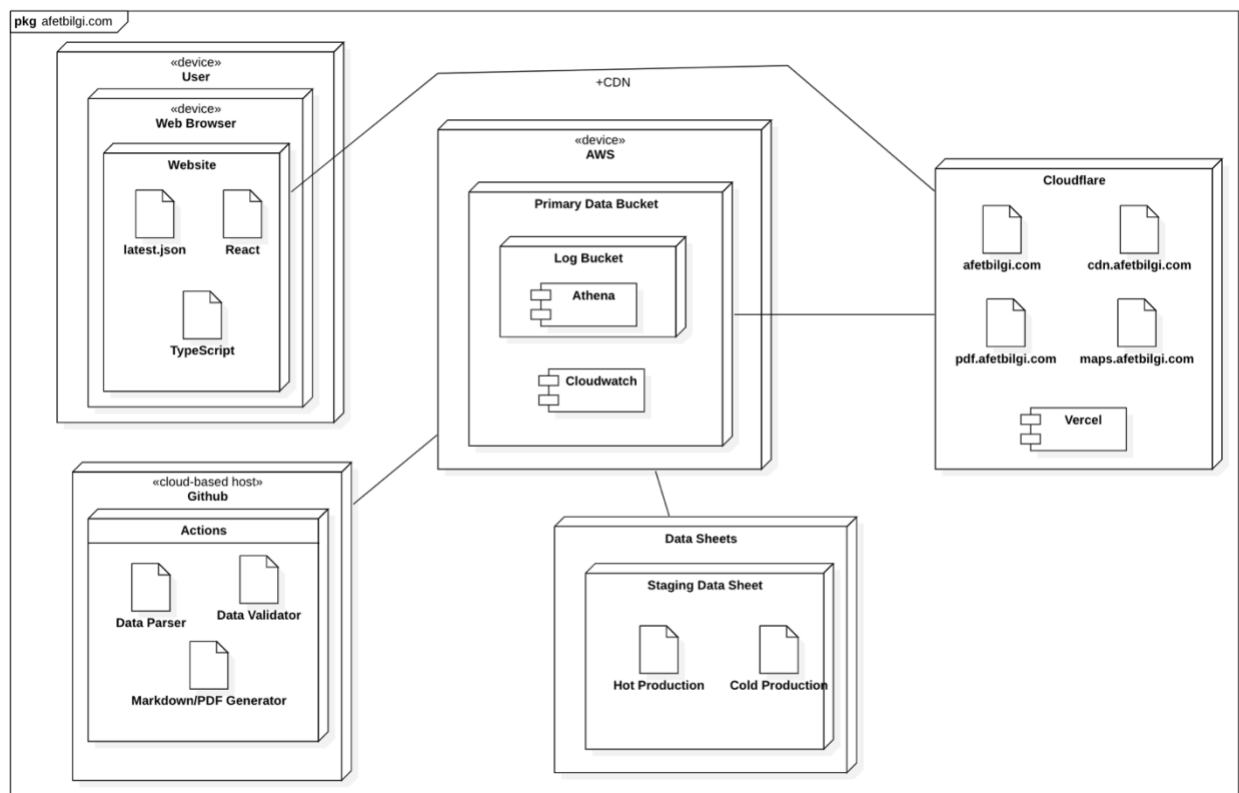 pkg afetbilgi.com
«device»
User
«device»
Web Browser
Website
latest.json
React
TypeScript
+CDN
«device»
AWS
Primary Data Bucket
Log Bucket
Athena
Cloudwatch
Cloudflare
afetbilgi.com
cdn.afetbilgi.com
pdf.afetbilgi.com
maps.afetbilgi.com
Vercel
«cloud-based host»
Github
Actions
Data Parser
Data Validator
Markdown/PDF Generator
Data Sheets
Staging Data Sheet
Hot Production
Cold Production